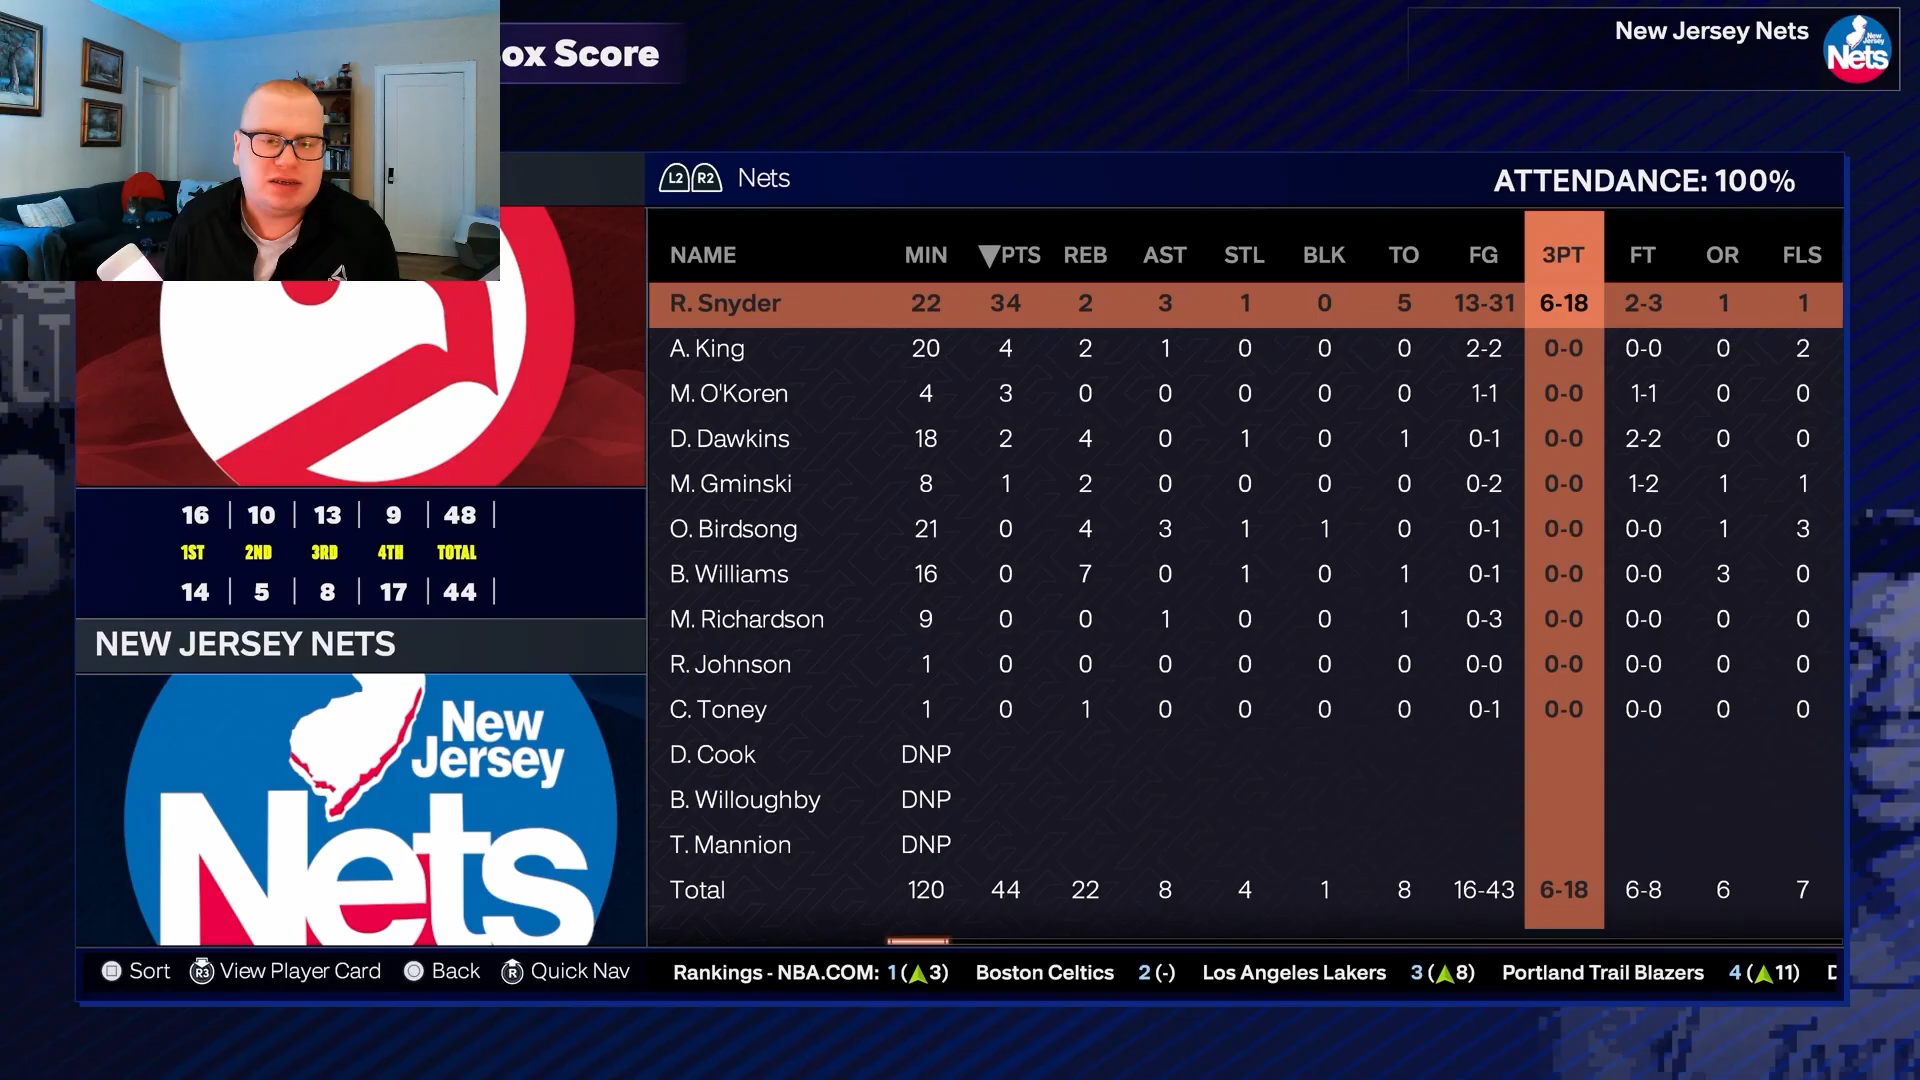 ox Score
New Jersey Nets
New Jersey Nets
L2 R2 Nets
ATTENDANCE: 100%
NAME MIN ▼PTS REB AST STL BLK TO FG 3PT FT OR FLS
R. Snyder 22 34 2 3 1 0 5 13-31 6-18 2-3 1 1
A. King 20 4 2 1 0 0 0 2-2 0-0 0-0 0 2
M. O'Koren 4 3 0 0 0 0 0 1-1 0-0 1-1 0 0
D. Dawkins 18 2 4 0 1 0 1 0-1 0-0 2-2 0 0
M. Gminski 8 1 2 0 0 0 0 0-2 0-0 1-2 1 1
O. Birdsong 21 0 4 3 1 1 0 0-1 0-0 0-0 1 3
B. Williams 16 0 7 0 1 0 1 0-1 0-0 0-0 3 0
M. Richardson 9 0 0 1 0 0 1 0-3 0-0 0-0 0 0
R. Johnson 1 0 0 0 0 0 0 0-0 0-0 0-0 0 0
C. Toney 1 0 1 0 0 0 0 0-1 0-0 0-0 0 0
D. Cook DNP
B. Willoughby DNP
T. Mannion DNP
Total 120 44 22 8 4 1 8 16-43 6-18 6-8 6 7
16 | 10 | 13 | 9 | 48 |
1ST 2ND 3RD 4TH TOTAL
14 | 5 | 8 | 17 | 44 |
NEW JERSEY NETS
New
Jersey
Nets
Sort R3 View Player Card Back R Quick Nav
Rankings - NBA.COM: 1 (▲3) Boston Celtics 2 (-) Los Angeles Lakers 3 (▲8) Portland Trail Blazers 4 (▲11)